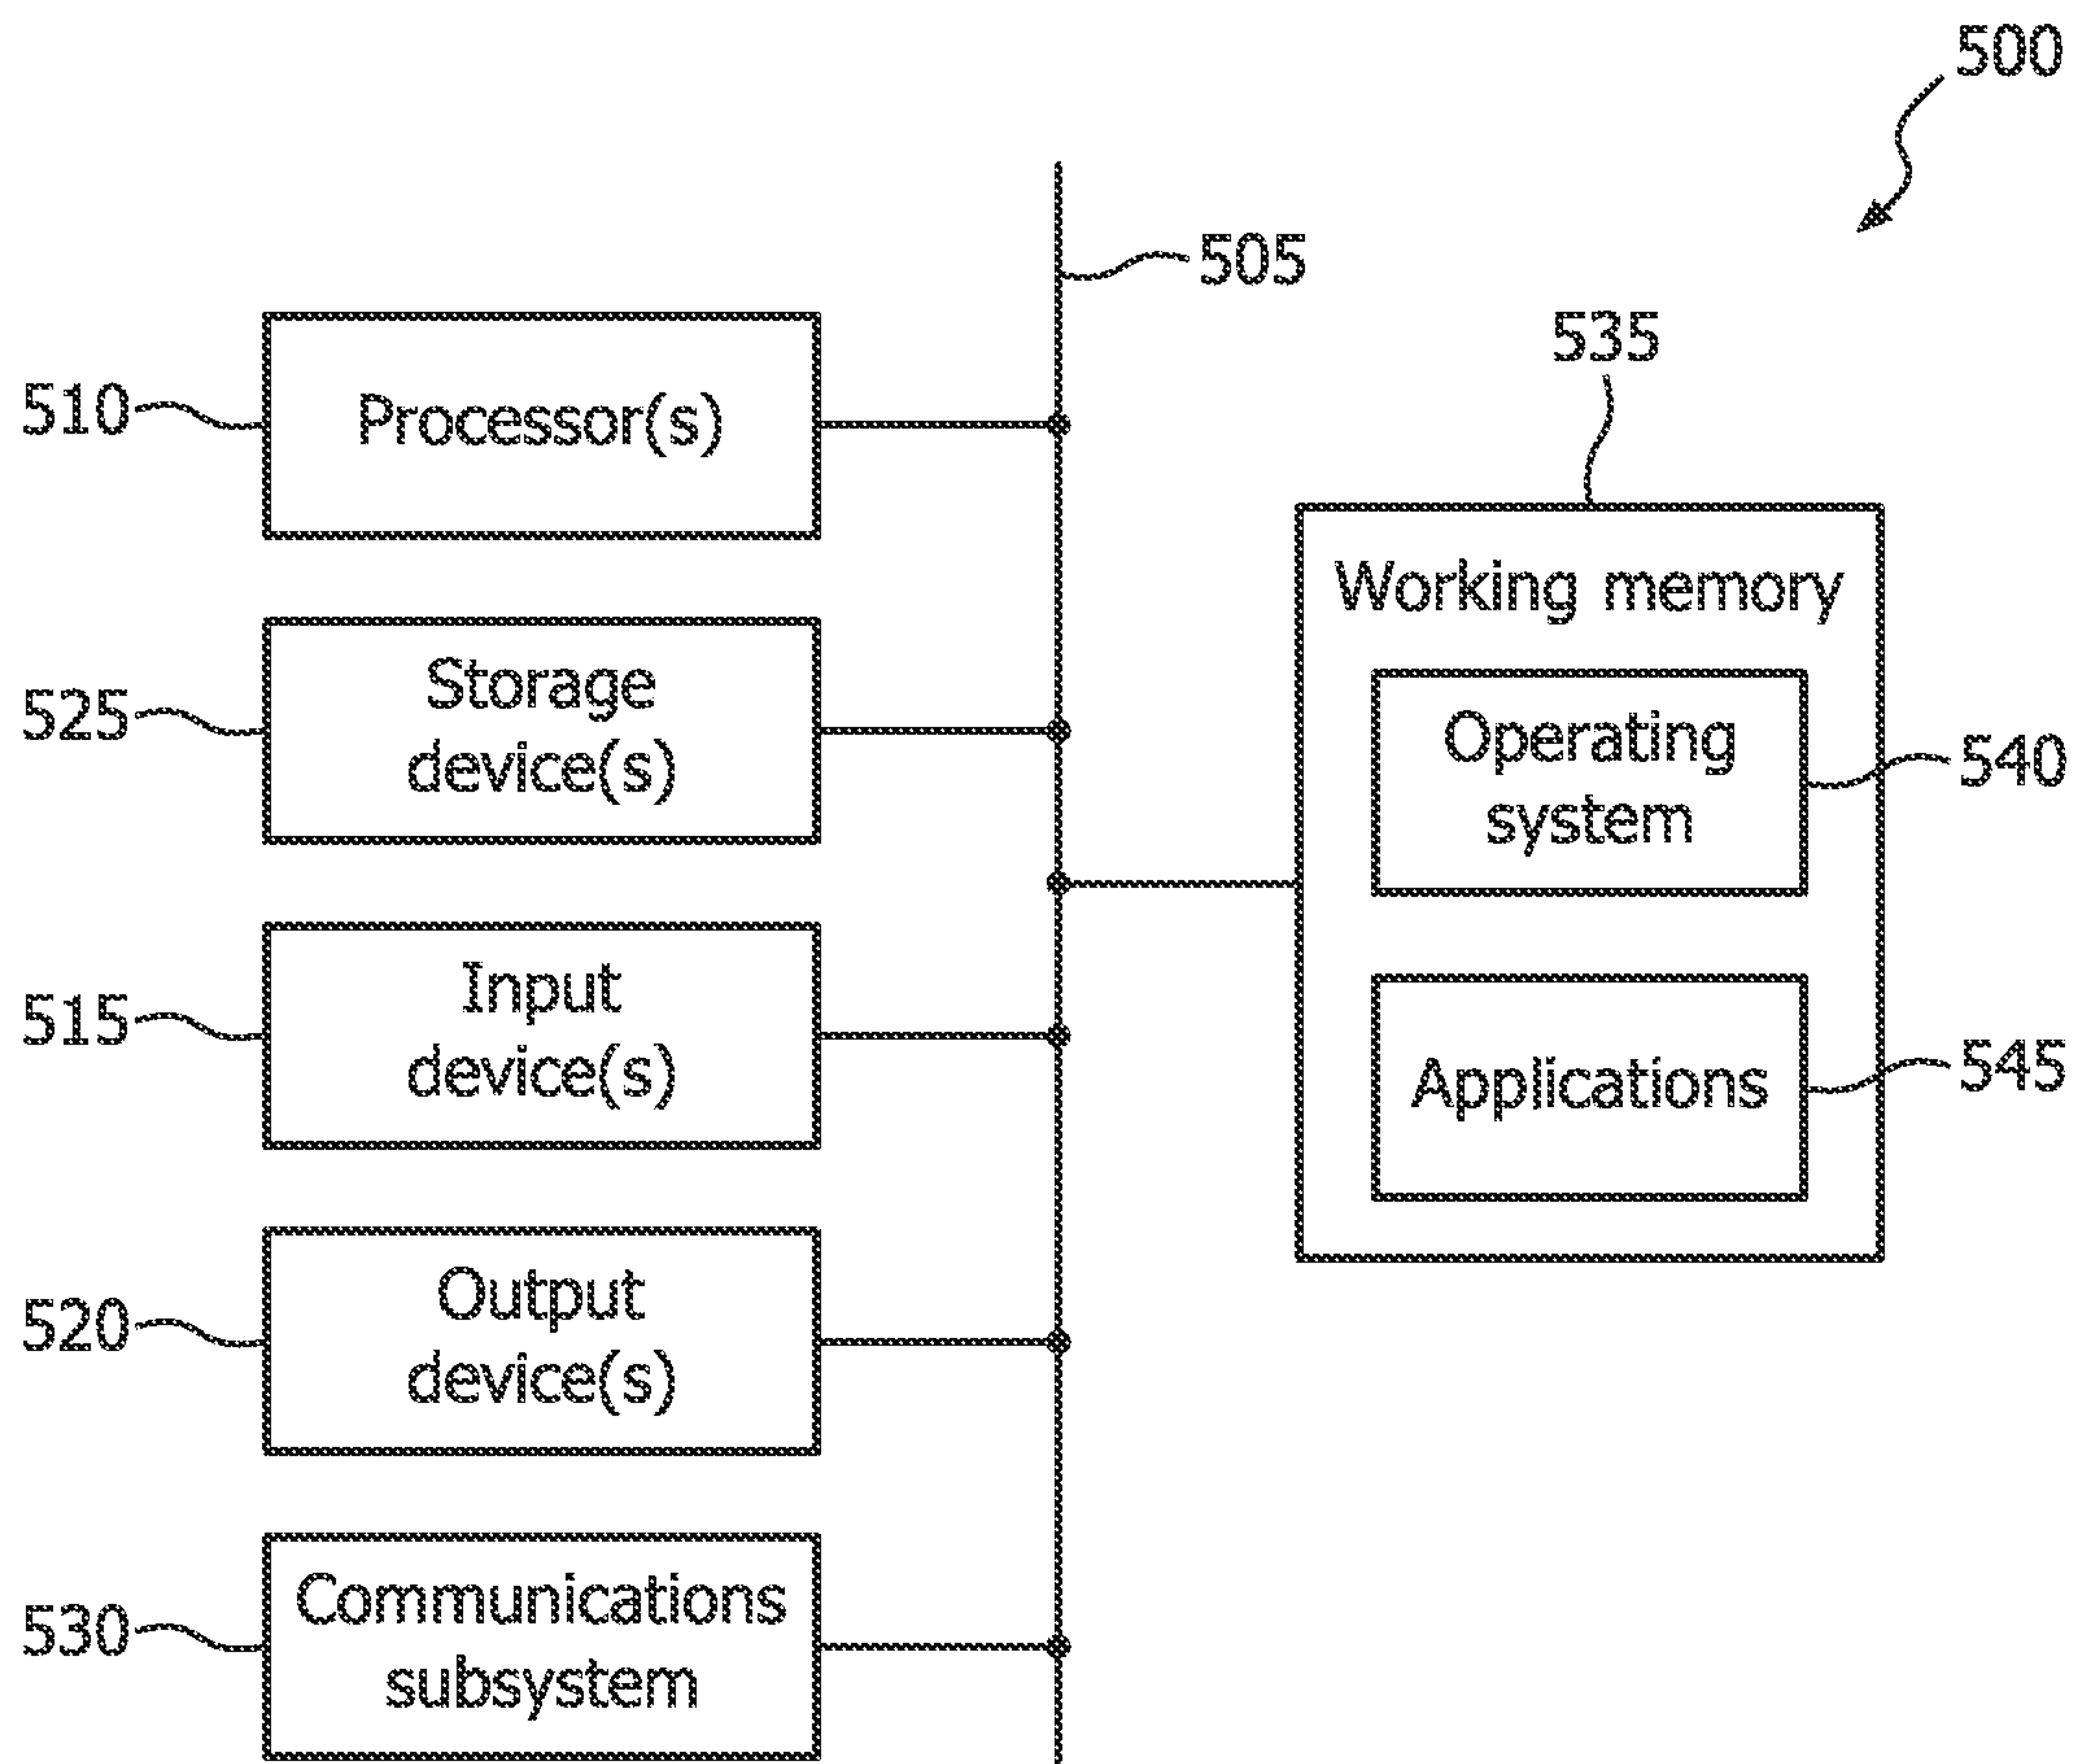 500
505
535
510
Processor(s)
Working memory
525
Storage
device(s)
Operating
system
540
515
Input
device(s)
Applications
545
520
Output
device(s)
530
Communications
subsystem